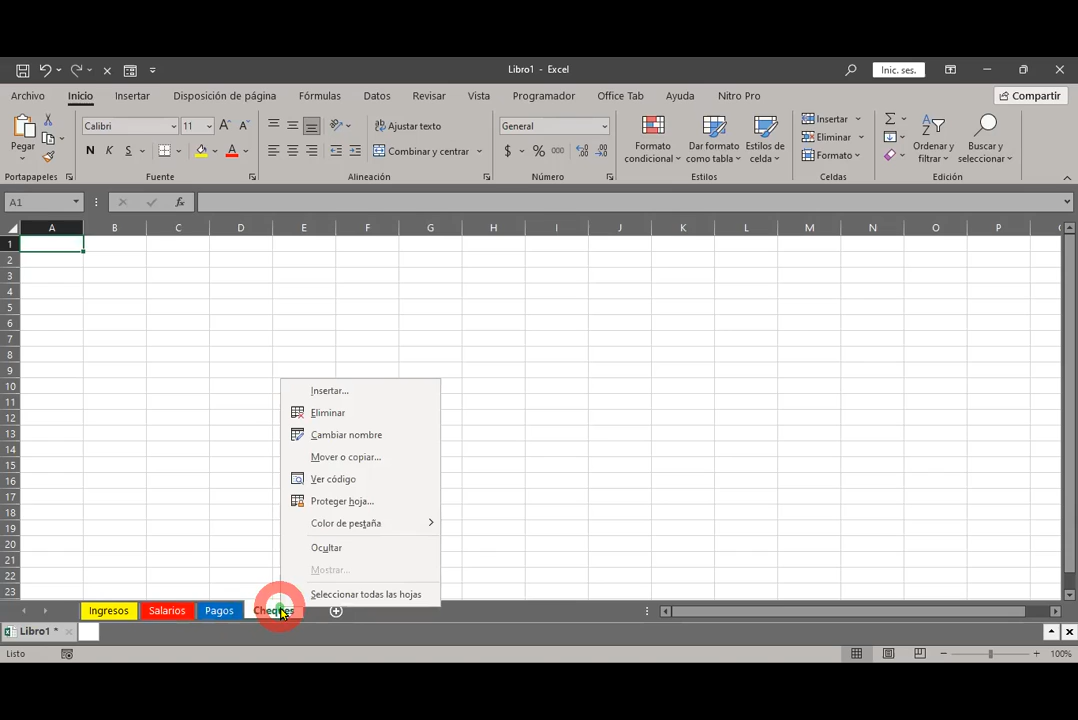 Libro1 - Excel
Inic. ses.
Archivo Inicio Insertar Disposición de página Fórmulas Datos Revisar Vista Programador Office Tab Ayuda Nitro Pro Compartir
Pegar
Calibri 11
N K S
Ajustar texto
Combinar y centrar
General
$ % 000
Formato condicional
Dar formato como tabla
Estilos de celda
Insertar
Eliminar
Formato
Ordenar y filtrar
Buscar y seleccionar
Portapapeles Fuente Alineación Número Estilos Celdas Edición
A1 fx
A B C D E F G H I J K L M N O P
1
2
3
4
5
6
7
8
9
10
11
12
13
14
15
16
17
18
19
20
21
22
23
Insertar...
Eliminar
Cambiar nombre
Mover o copiar...
Ver código
Proteger hoja...
Color de pestaña
Ocultar
Mostrar...
Seleccionar todas las hojas
Ingresos Salarios Pagos Cheques
Libro1 *
Listo 100%